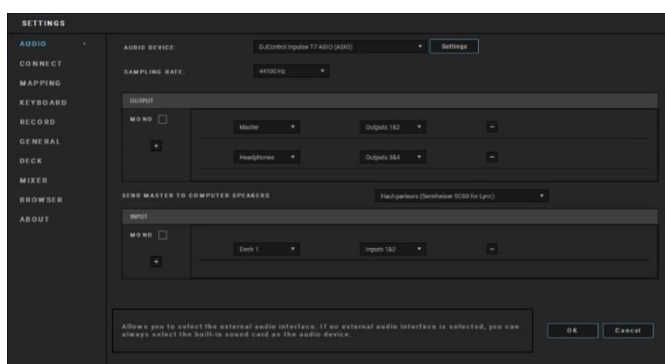 SETTINGS
AUDIO
CONNECT
MAPPING
KEYBOARD
RECORD
GENERAL
DECK
MIXER
BROWSER
ABOUT
AUDIO DEVICE: DJControl Inpulse T7 ASIO (ASIO) Settings
SAMPLING RATE: 44100 Hz
OUTPUT
MONO
Master Outputs 1&2 −
+
Headphones Outputs 3&4 −
SEND MASTER TO COMPUTER SPEAKERS Haut-parleurs (Sennheiser SC60 for Lync)
INPUT
MONO
Deck 1 Inputs 1&2 −
+
Allows you to select the external audio interface. If no external audio interface is selected, you can
always select the built-in sound card as the audio device.
OK Cancel